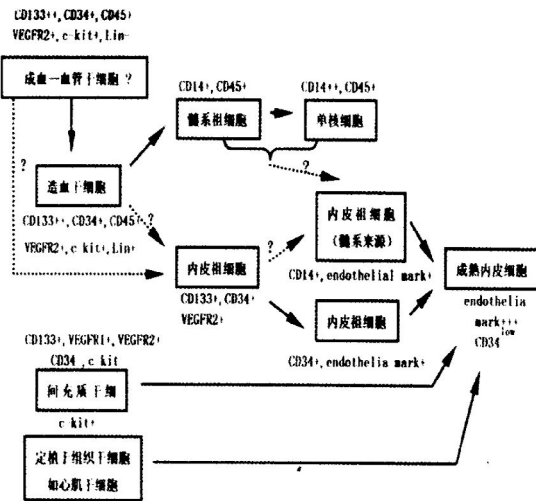 CD133++, CD34+, CD45+
VEGFR2+, c-kit+, Lin-
成血一血管干细胞 ?
CD14+, CD45+
CD14++, CD45+
髓系祖细胞
单核细胞
?
?
造血干细胞
CD133++, CD34+, CD45+
VEGFR2+, c kit+, Lin+
?
内皮祖细胞
CD133+, CD34+
VEGFR2+
?
内皮祖细胞
(髓系来源)
CD14+, endothelial mark+
内皮祖细胞
CD34+, endothelia mark+
成熟内皮细胞
endothelia
mark+++
CD34 low
CD133+, VEGFR1+, VEGFR2+
CD34 , c kit
间充质干细
c kit+
定植于组织干细胞
如心肌干细胞